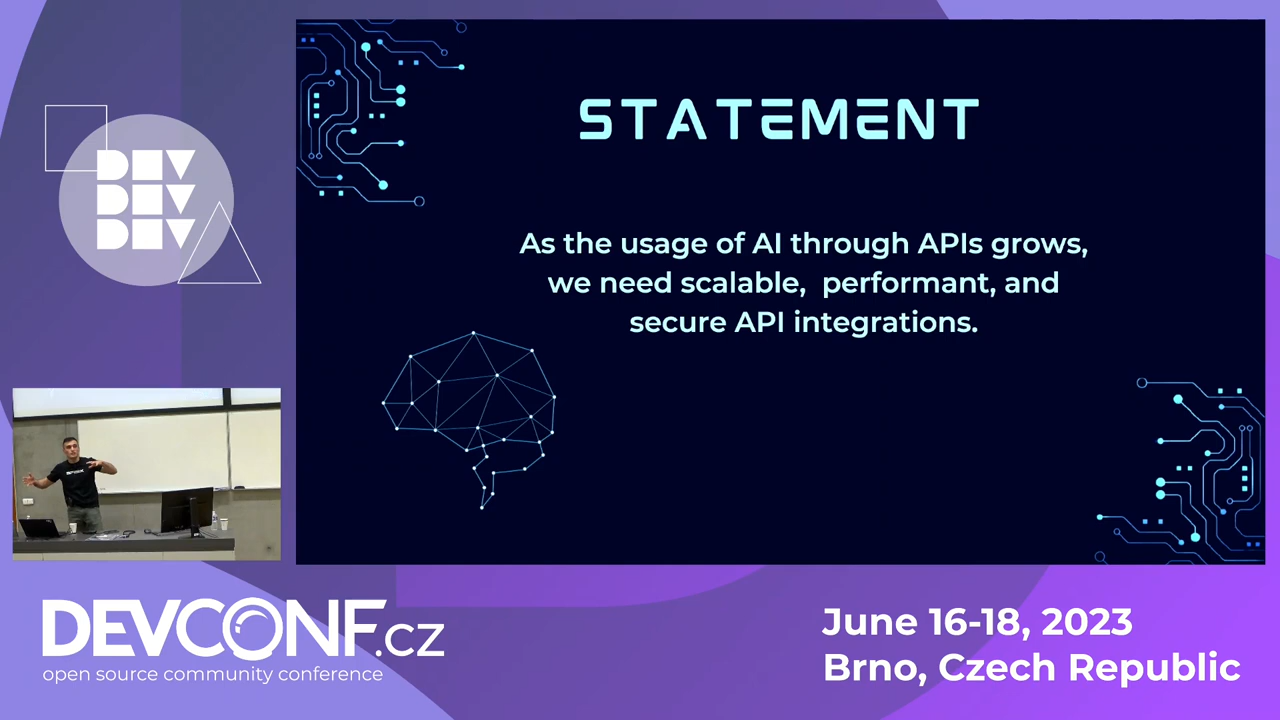 DEV
DEV
DEV
STATEMENT
As the usage of AI through APIs grows,
we need scalable,  performant, and
secure API integrations.
DEVCONF.CZ
open source community conference
June 16-18, 2023
Brno, Czech Republic